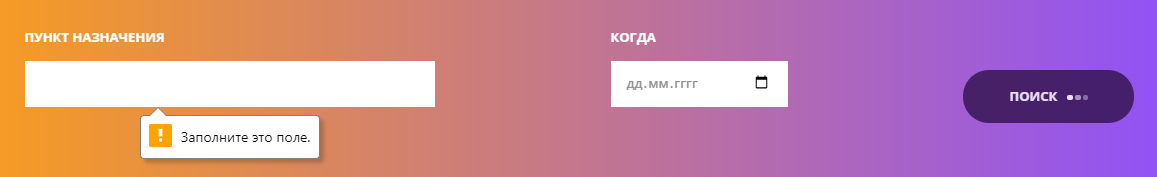 ПУНКТ НАЗНАЧЕНИЯ
КОГДА
дд.мм.гггг
ПОИСК
Заполните это поле.